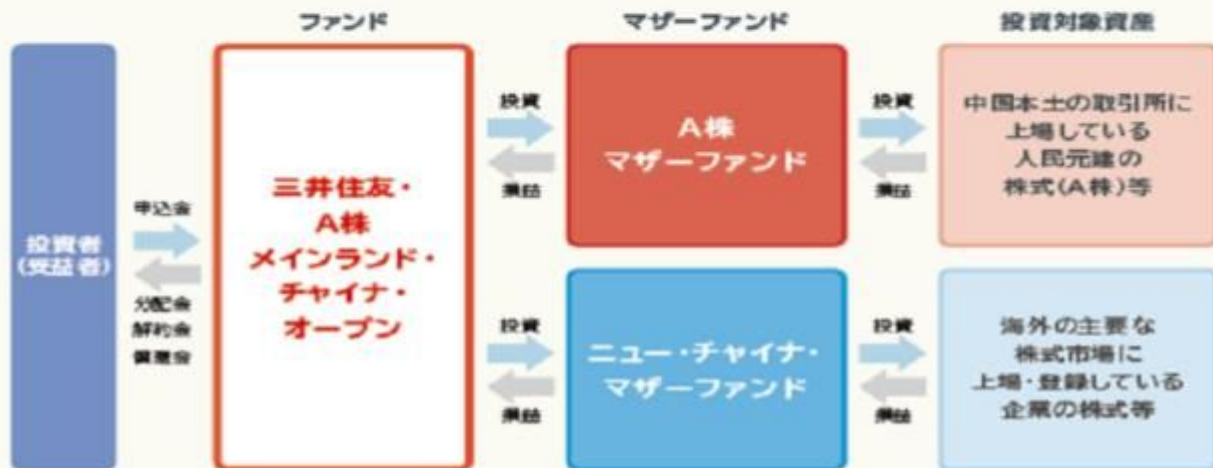 ファンド
マザーファンド
投資対象資産
投資者
(受益者)
申込金
分配金
解約金
償還金
三井住友・
A株
メインランド・
チャイナ・
オープン
投資
損益
A株
マザーファンド
投資
損益
中国本土の取引所に
上場している
人民元建の
株式(A株)等
投資
損益
ニュー・チャイナ・
マザーファンド
投資
損益
海外の主要な
株式市場に
上場・登録している
企業の株式等